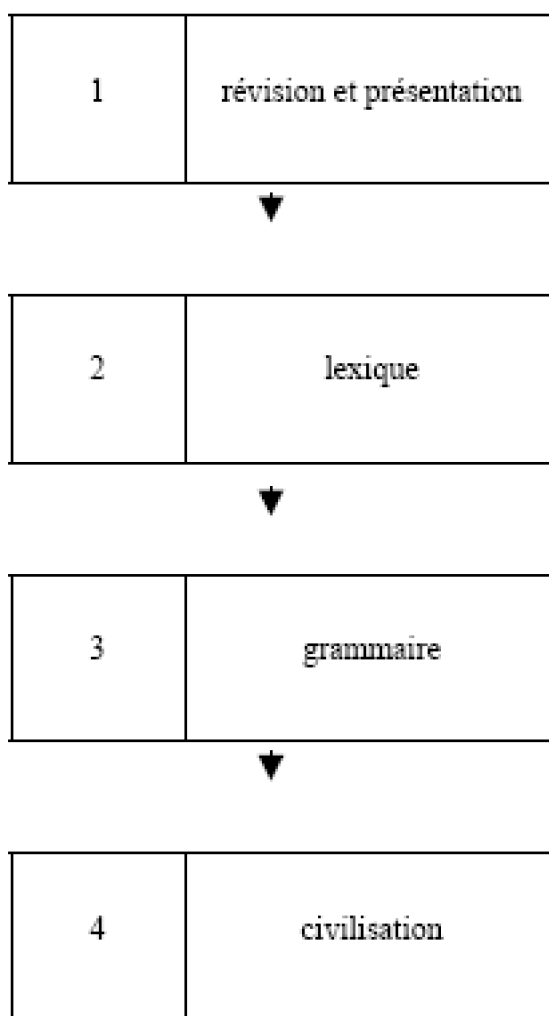 1 révision et présentation
2 lexique
3 grammaire
4 civilisation